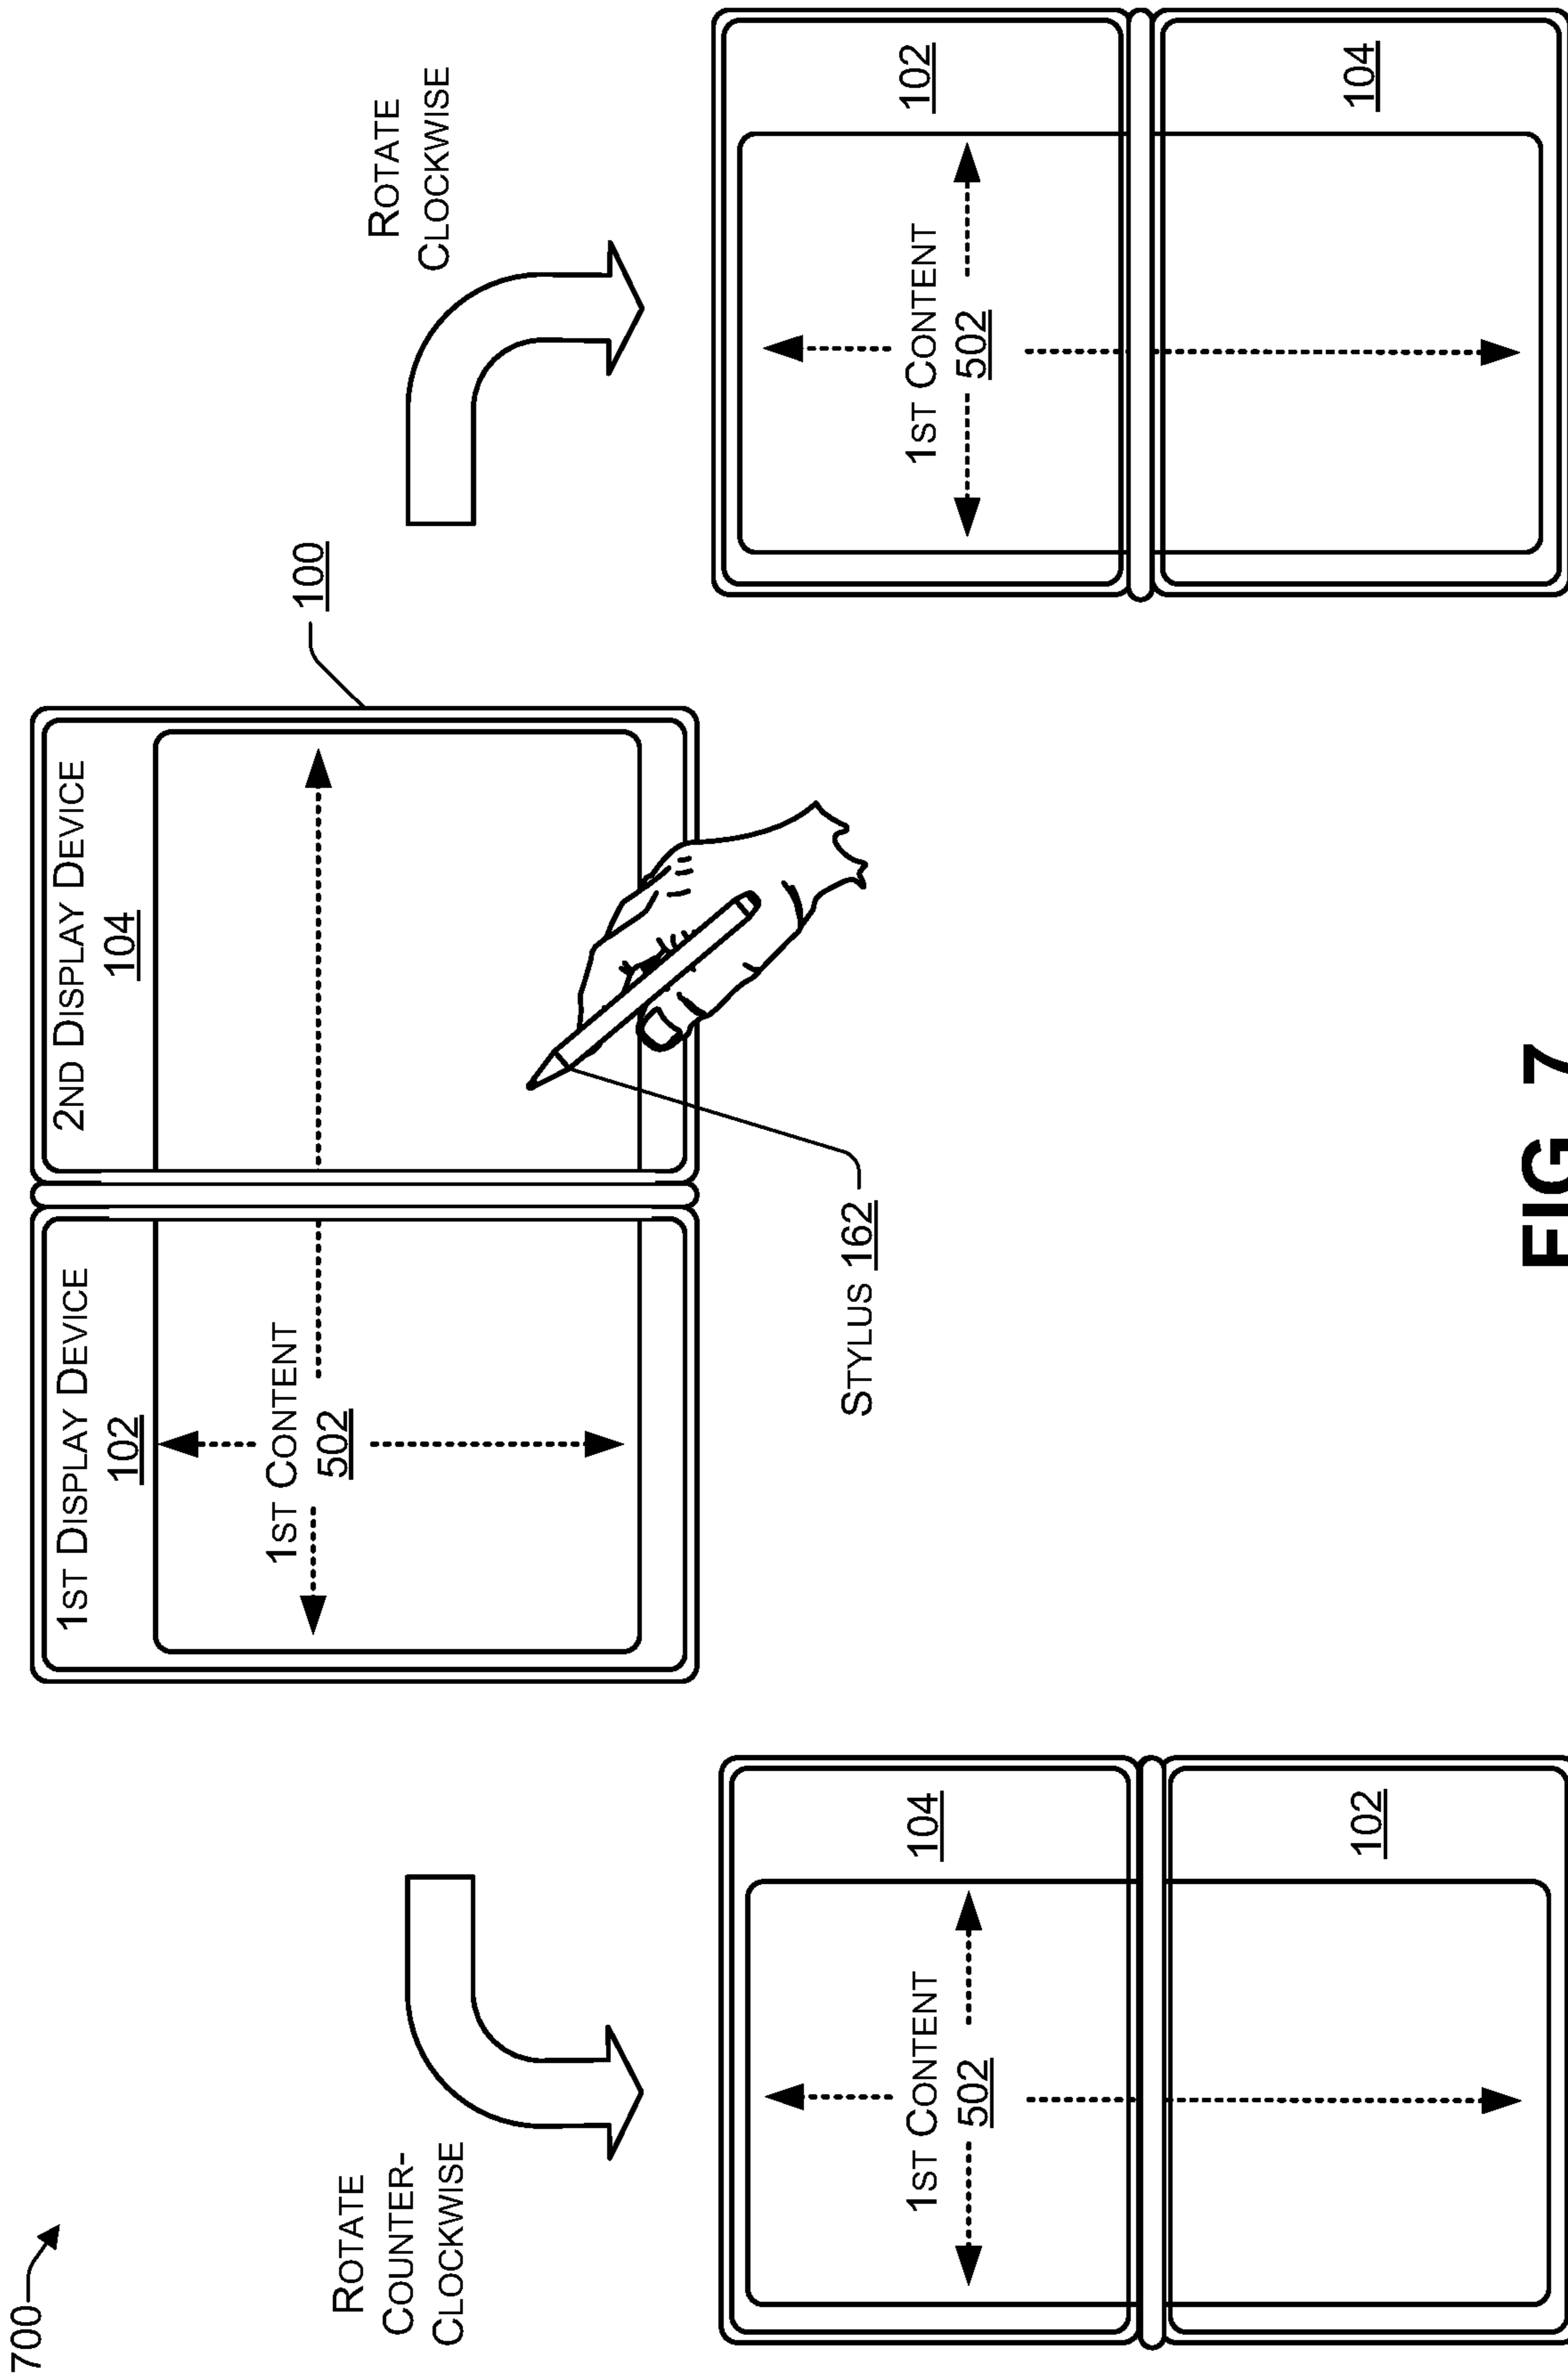 700
ROTATE
COUNTER-
CLOCKWISE
1ST DISPLAY DEVICE
102
1ST CONTENT
502
2ND DISPLAY DEVICE
104
100
ROTATE
CLOCKWISE
STYLUS 162
104
1ST CONTENT
502
102
102
1ST CONTENT
502
104
FIG. 7